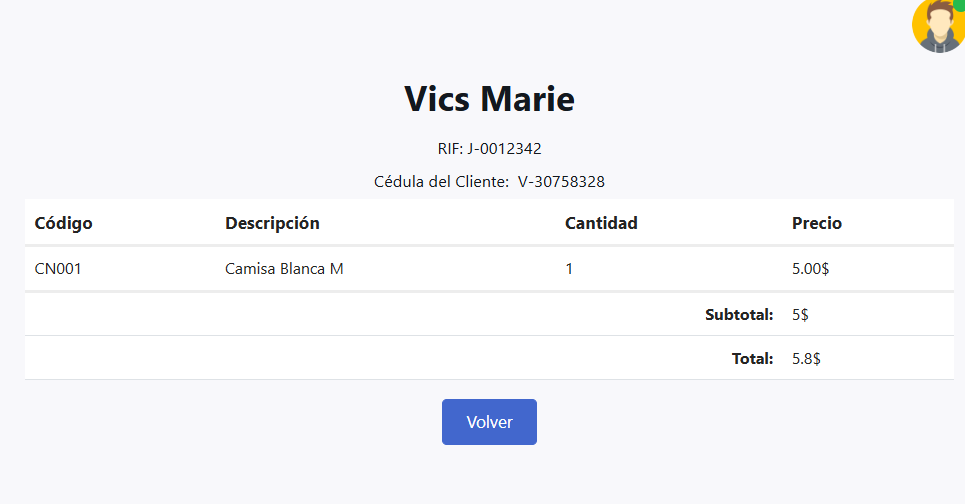 Vics Marie
RIF: J-0012342
Cédula del Cliente: V-30758328
Código Descripción Cantidad Precio
CN001 Camisa Blanca M 1 5.00$
Subtotal: 5$
Total: 5.8$
Volver